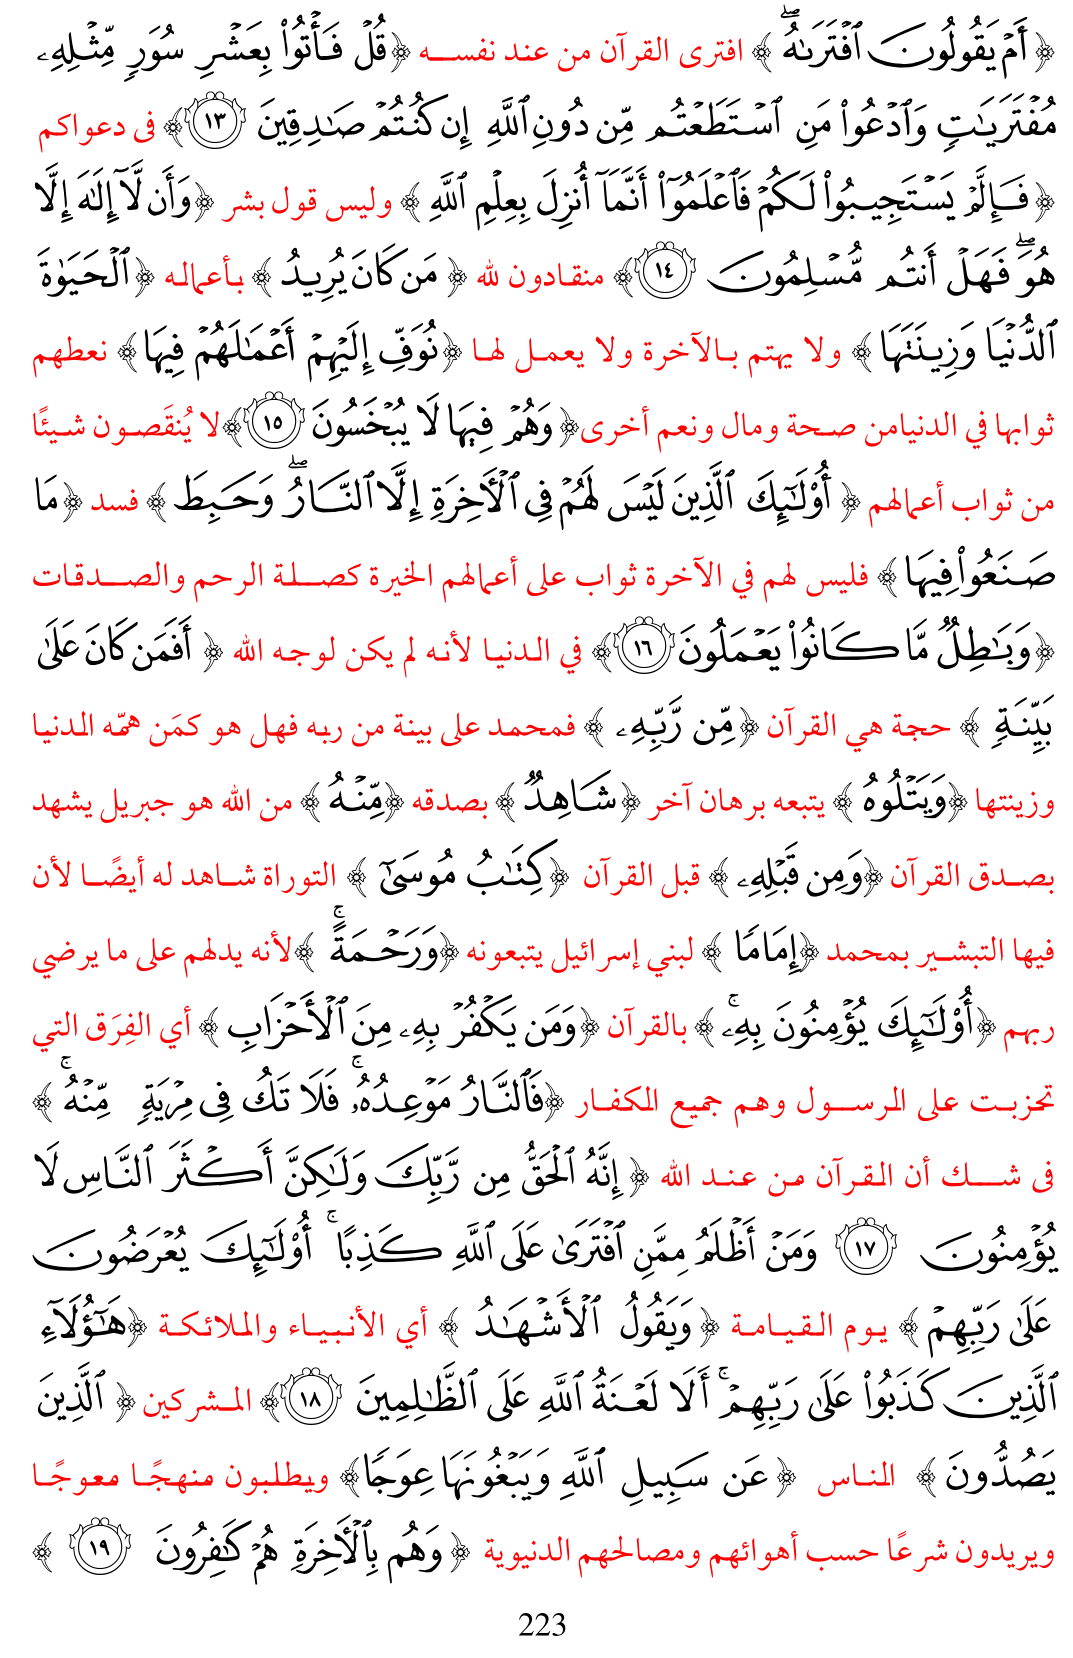 ﴿ أَمْ يَقُولُونَ ٱفْتَرَىٰهُۖ ﴾ افترى القرآن من عند نفسه ﴿قُلْ فَأْتُوا۟ بِعَشْرِ سُوَرٍ مِّثْلِهِۦ
مُفْتَرَيَٰتٍ وَٱدْعُوا۟ مَنِ ٱسْتَطَعْتُم مِّن دُونِ ٱللَّهِ إِن كُنتُمْ صَٰدِقِينَ ١٣﴾ فى دعواكم
﴿ فَإِلَّمْ يَسْتَجِيبُوا۟ لَكُمْ فَٱعْلَمُوٓا۟ أَنَّمَآ أُنزِلَ بِعِلْمِ ٱللَّهِ ﴾ وليس قول بشر ﴿وَأَن لَّآ إِلَٰهَ إِلَّا
هُوَۖ فَهَلْ أَنتُم مُّسْلِمُونَ ١٤﴾ منقادون لله ﴿ مَن كَانَ يُرِيدُ ﴾ بأعماله ﴿ ٱلْحَيَوٰةَ
ٱلدُّنْيَا وَزِينَتَهَا ﴾ ولا يهتم بالآخرة ولا يعمل لها ﴿نُوَفِّ إِلَيْهِمْ أَعْمَٰلَهُمْ فِيهَا﴾ نعطهم
ثوابها في الدنيامن صحة ومال ونعم أخرى﴿ وَهُمْ فِيهَا لَا يُبْخَسُونَ ١٥﴾لا يُنقَصون شيئًا
من ثواب أعمالهم ﴿ أُو۟لَٰٓئِكَ ٱلَّذِينَ لَيْسَ لَهُمْ فِى ٱلْءَاخِرَةِ إِلَّا ٱلنَّارُۖ وَحَبِطَ ﴾ فسد ﴿مَا
صَنَعُوا۟ فِيهَا ﴾ فليس لهم في الآخرة ثواب على أعمالهم الخيرة كصلة الرحم والصدقات
﴿وَبَٰطِلٌ مَّا كَانُوا۟ يَعْمَلُونَ ١٦﴾ في الدنيا لأنه لم يكن لوجه الله ﴿ أَفَمَن كَانَ عَلَىٰ
بَيِّنَةٍ ﴾ حجة هي القرآن ﴿مِّن رَّبِّهِۦ ﴾ فمحمد على بينة من ربه فهل هو كمَن همّه الدنيا
وزينتها ﴿وَيَتْلُوهُ ﴾ يتبعه برهان آخر ﴿شَاهِدٌ ﴾ بصدقه ﴿مِّنْهُ ﴾ من الله هو جبريل يشهد
بصدق القرآن ﴿وَمِن قَبْلِهِۦ ﴾ قبل القرآن ﴿كِتَٰبُ مُوسَىٰٓ ﴾ التوراة شاهد له أيضًا لأن
فيها التبشير بمحمد ﴿إِمَامًا ﴾ لبني إسرائيل يتبعونه ﴿وَرَحْمَةًۚ ﴾لأنه يدلهم على ما يرضي
ربهم ﴿أُو۟لَٰٓئِكَ يُؤْمِنُونَ بِهِۦۚ ﴾ بالقرآن ﴿وَمَن يَكْفُرْ بِهِۦ مِنَ ٱلْأَحْزَابِ ﴾ أي الفِرَق التي
تحزبت على الرسول وهم جميع الكفار ﴿فَٱلنَّارُ مَوْعِدُهُۥۚ فَلَا تَكُ فِى مِرْيَةٍ مِّنْهُۚ ﴾
فى شك أن القرآن من عند الله ﴿ إِنَّهُ ٱلْحَقُّ مِن رَّبِّكَ وَلَٰكِنَّ أَكْثَرَ ٱلنَّاسِ لَا
يُؤْمِنُونَ ١٧ وَمَنْ أَظْلَمُ مِمَّنِ ٱفْتَرَىٰ عَلَى ٱللَّهِ كَذِبًاۚ أُو۟لَٰٓئِكَ يُعْرَضُونَ
عَلَىٰ رَبِّهِمْ ﴾ يوم القيامة ﴿ وَيَقُولُ ٱلْأَشْهَٰدُ ﴾ أي الأنبياء والملائكة ﴿هَٰٓؤُلَآءِ
ٱلَّذِينَ كَذَبُوا۟ عَلَىٰ رَبِّهِمْۚ أَلَا لَعْنَةُ ٱللَّهِ عَلَى ٱلظَّٰلِمِينَ ١٨﴾ المشركين ﴿ ٱلَّذِينَ
يَصُدُّونَ ﴾ الناس ﴿ عَن سَبِيلِ ٱللَّهِ وَيَبْغُونَهَا عِوَجًا﴾ ويطلبون منهجًا معوجًا
ويريدون شرعًا حسب أهوائهم ومصالحهم الدنيوية ﴿ وَهُم بِٱلْءَاخِرَةِ هُمْ كَٰفِرُونَ ١٩ ﴾
223